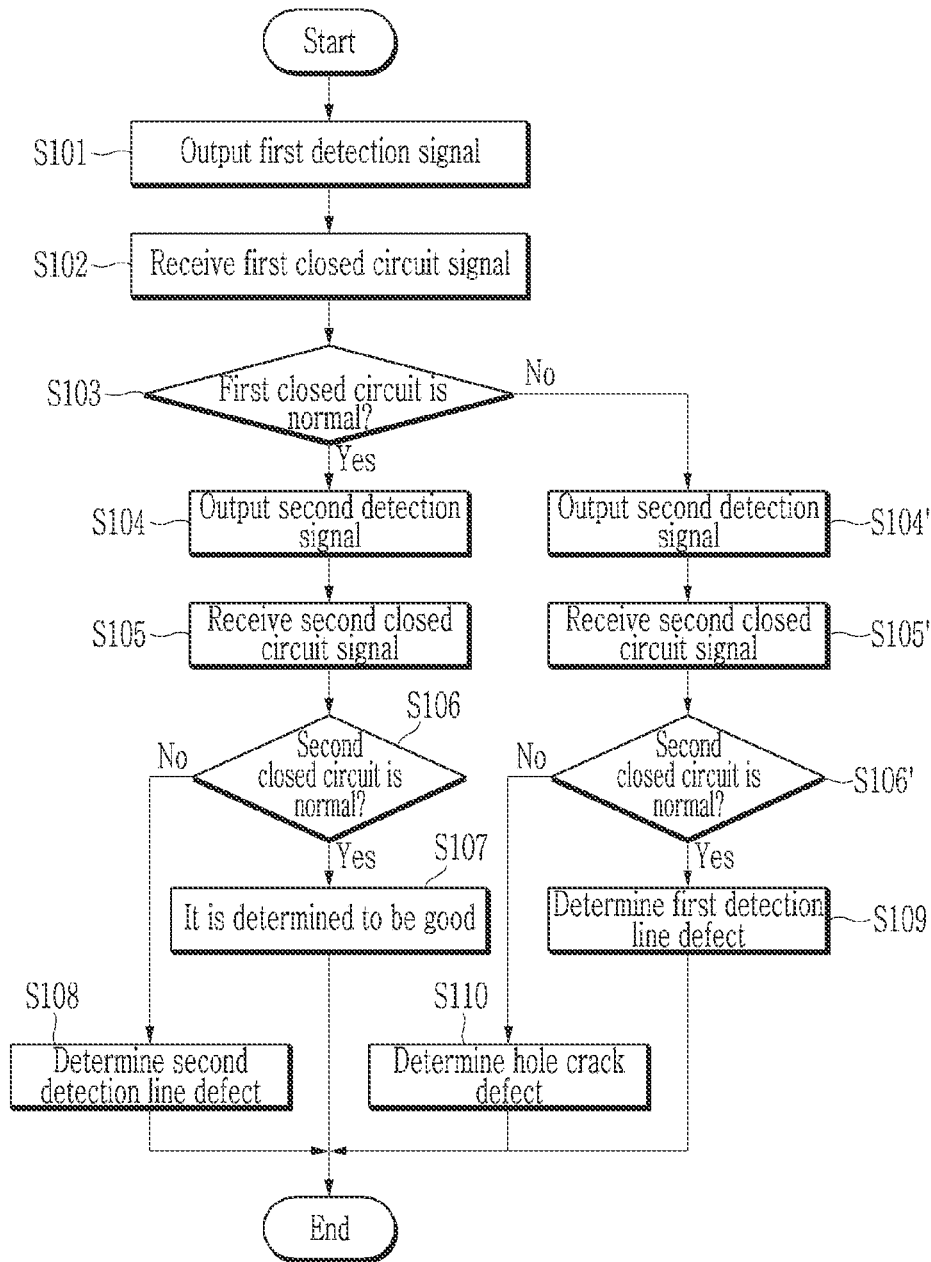 Start
S101
Output first detection signal
S102
Receive first closed circuit signal
S103
First closed circuit is
normal?
No
Yes
S104
Output second detection
signal
Output second detection
signal
S104'
S105
Receive second closed
circuit signal
Receive second closed
circuit signal
S105'
S106
No
Second
closed circuit is
normal?
No
Second
closed circuit is
normal?
S106'
Yes
S107
Yes
It is determined to be good
Determine first detection
line defect
S109
S108
Determine second
detection line defect
S110
Determine hole crack
defect
End